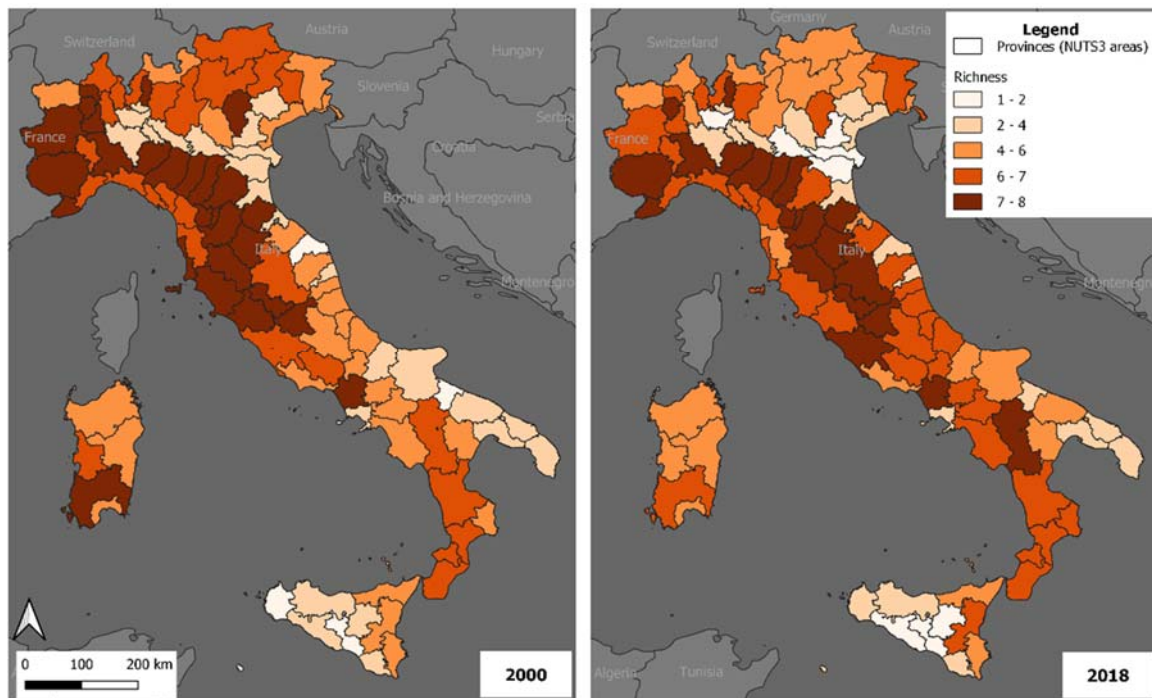 Switzerland
Austria
Hungary
Slovenia
France
Croatia
Bosnia and Herzegovina
Italy
Montenegro
0 100 200 km
2000
Germany
Switzerland
Austria
France
Italy
Montenegro
Algeria
Tunisia
2018
Legend
Provinces (NUTS3 areas)
Richness
1 - 2
2 - 4
4 - 6
6 - 7
7 - 8